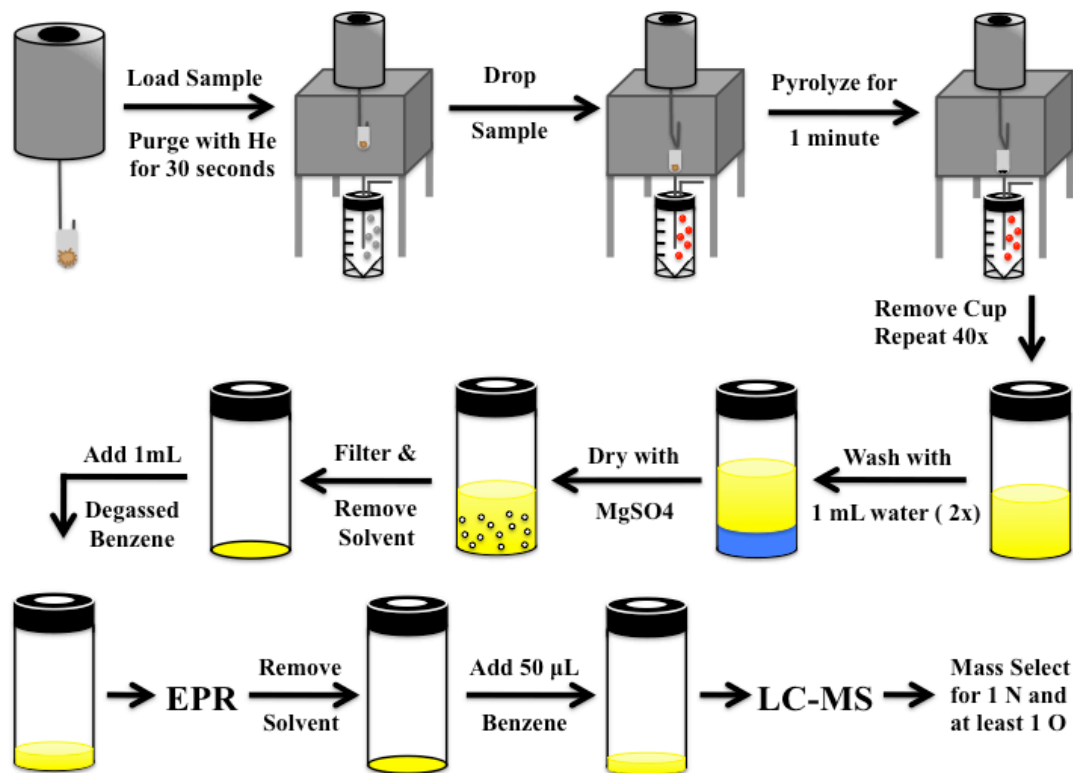 Load Sample
Purge with He
for 30 seconds
Drop
Sample
Pyrolyze for
1 minute
Remove Cup
Repeat 40x
Wash with
1 mL water ( 2x)
Dry with
MgSO4
Filter &
Remove
Solvent
Add 1mL
Degassed
Benzene
EPR
Remove
Solvent
Add 50 µL
Benzene
LC-MS
Mass Select
for 1 N and
at least 1 O